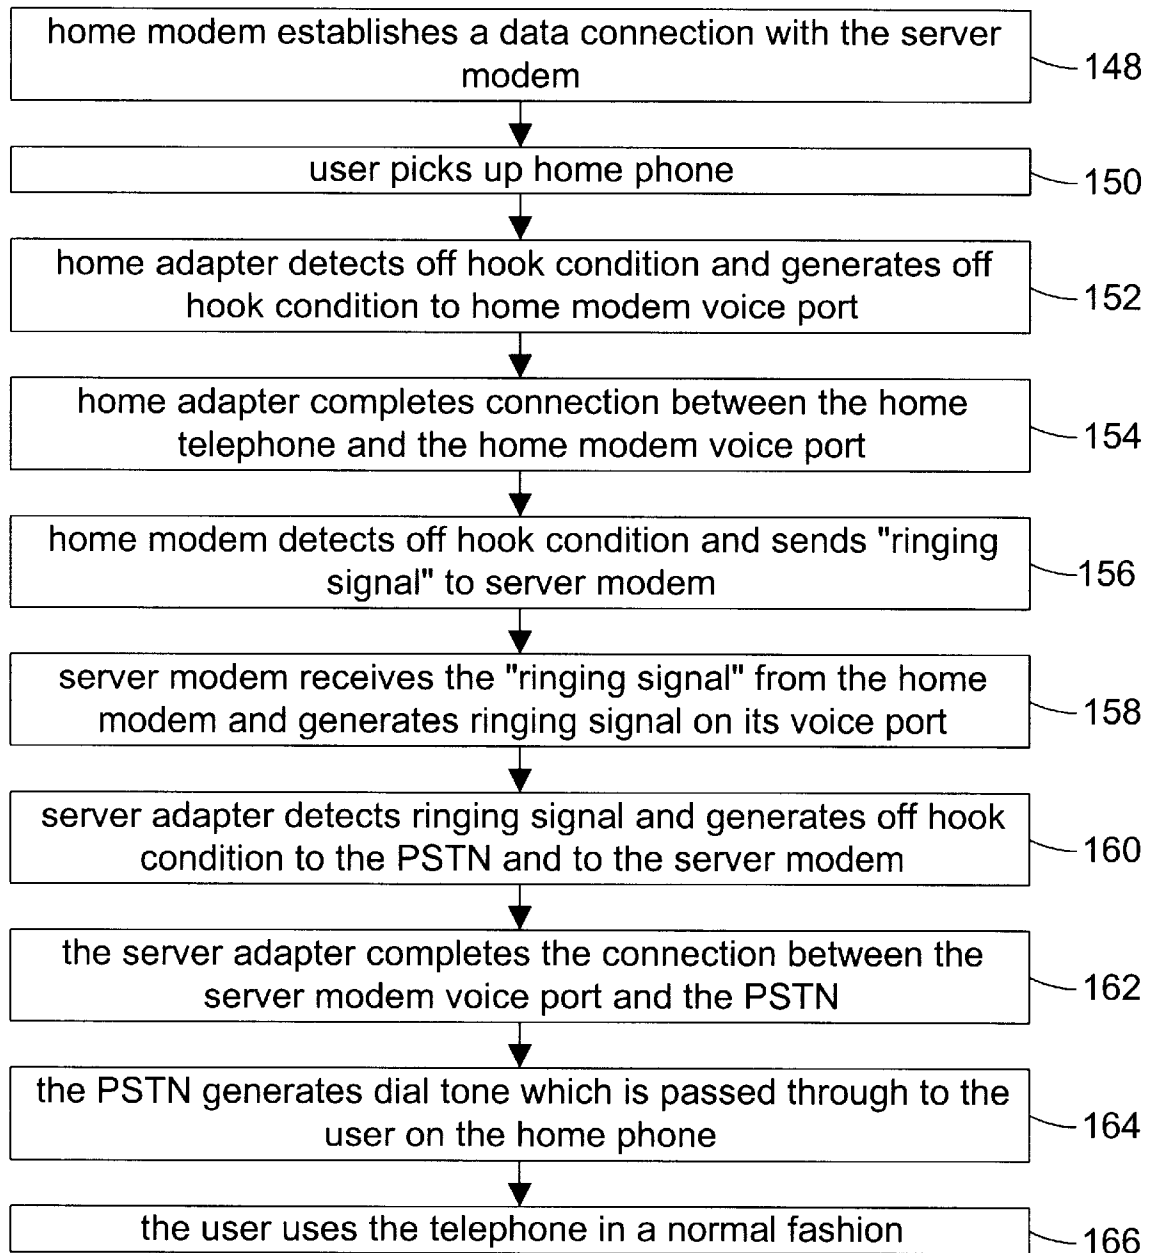 home modem establishes a data connection with the server
modem
148
user picks up home phone
150
home adapter detects off hook condition and generates off
hook condition to home modem voice port
152
home adapter completes connection between the home
telephone and the home modem voice port
154
home modem detects off hook condition and sends "ringing
signal" to server modem
156
server modem receives the "ringing signal" from the home
modem and generates ringing signal on its voice port
158
server adapter detects ringing signal and generates off hook
condition to the PSTN and to the server modem
160
the server adapter completes the connection between the
server modem voice port and the PSTN
162
the PSTN generates dial tone which is passed through to the
user on the home phone
164
the user uses the telephone in a normal fashion
166